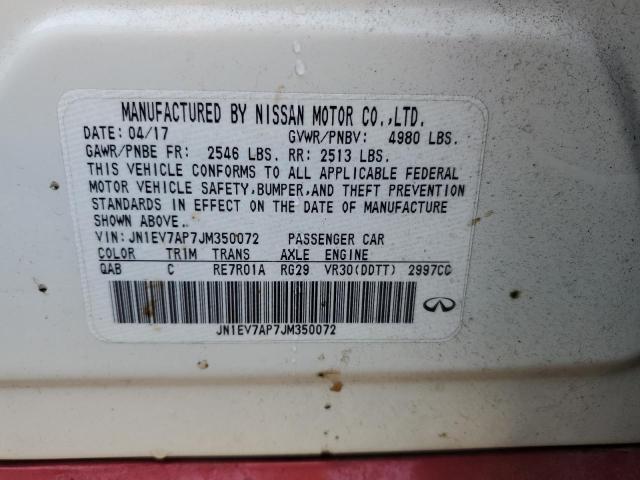 MANUFACTURED BY NISSAN MOTOR CO.,LTD.
DATE: 04/17 GVWR/PNBV: 4980 LBS.
GAWR/PNBE FR: 2546 LBS. RR: 2513 LBS.
THIS VEHICLE CONFORMS TO ALL APPLICABLE FEDERAL
MOTOR VEHICLE SAFETY,BUMPER,AND THEFT PREVENTION
STANDARDS IN EFFECT ON THE DATE OF MANUFACTURE
SHOWN ABOVE.
VIN:JN1EV7AP7JM350072 PASSENGER CAR
COLOR TRIM TRANS AXLE ENGINE
QAB C RE7R01A RG29 VR30(DDTT) 2997CC
JN1EV7AP7JM350072